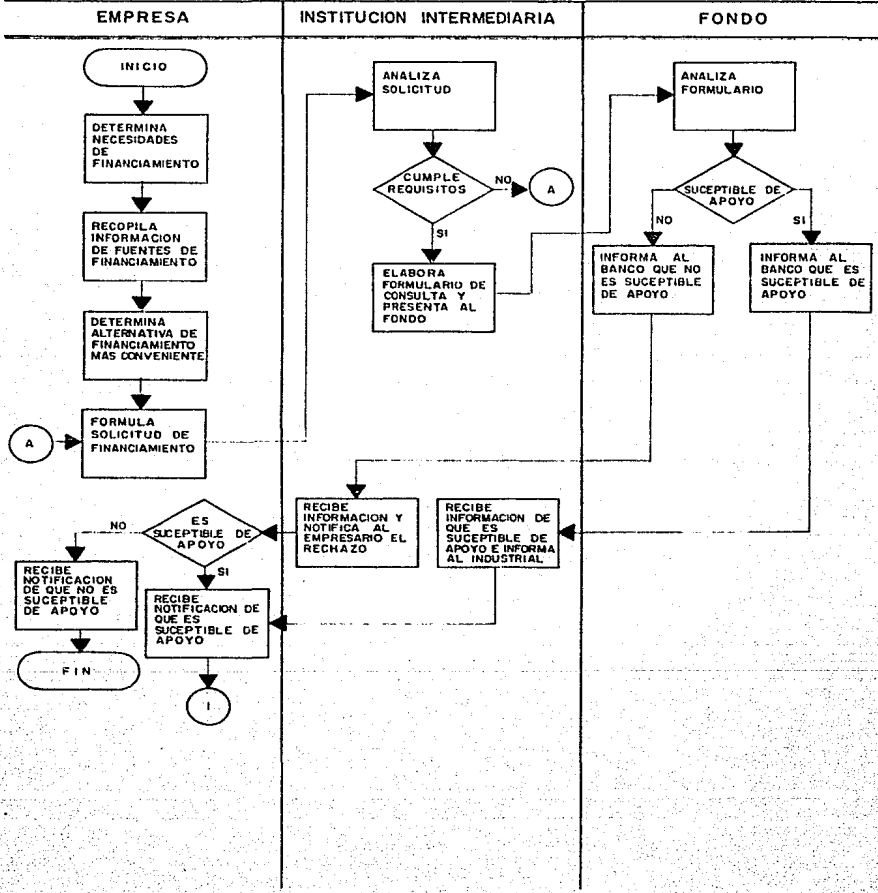 EMPRESA
INSTITUCION INTERMEDIARIA
FONDO
INICIO
DETERMINA
NECESIDADES
DE
FINANCIAMIENTO
RECOPILA
INFORMACION
DE FUENTES DE
FINANCIAMIENTO
DETERMINA
ALTERNATIVA DE
FINANCIAMIENTO
MAS CONVENIENTE
A
FORMULA
SOLICITUD DE
FINANCIAMIENTO
ANALIZA
SOLICITUD
CUMPLE
REQUISITOS
NO
A
SI
ELABORA
FORMULARIO DE
CONSULTA Y
PRESENTA AL
FONDO
ANALIZA
FORMULARIO
SUCEPTIBLE DE
APOYO
NO
SI
INFORMA AL
BANCO QUE NO
ES SUCEPTIBLE
DE APOYO
INFORMA AL
BANCO QUE ES
SUCEPTIBLE DE
APOYO
RECIBE
INFORMACION Y
NOTIFICA AL
EMPRESARIO EL
RECHAZO
RECIBE
INFORMACION DE
QUE ES
SUCEPTIBLE DE
APOYO E INFORMA
AL INDUSTRIAL
ES
SUCEPTIBLE DE
APOYO
NO
SI
RECIBE
NOTIFICACION
DE QUE NO ES
SUCEPTIBLE
DE APOYO
RECIBE
NOTIFICACION DE
QUE ES
SUCEPTIBLE DE
APOYO
FIN
I